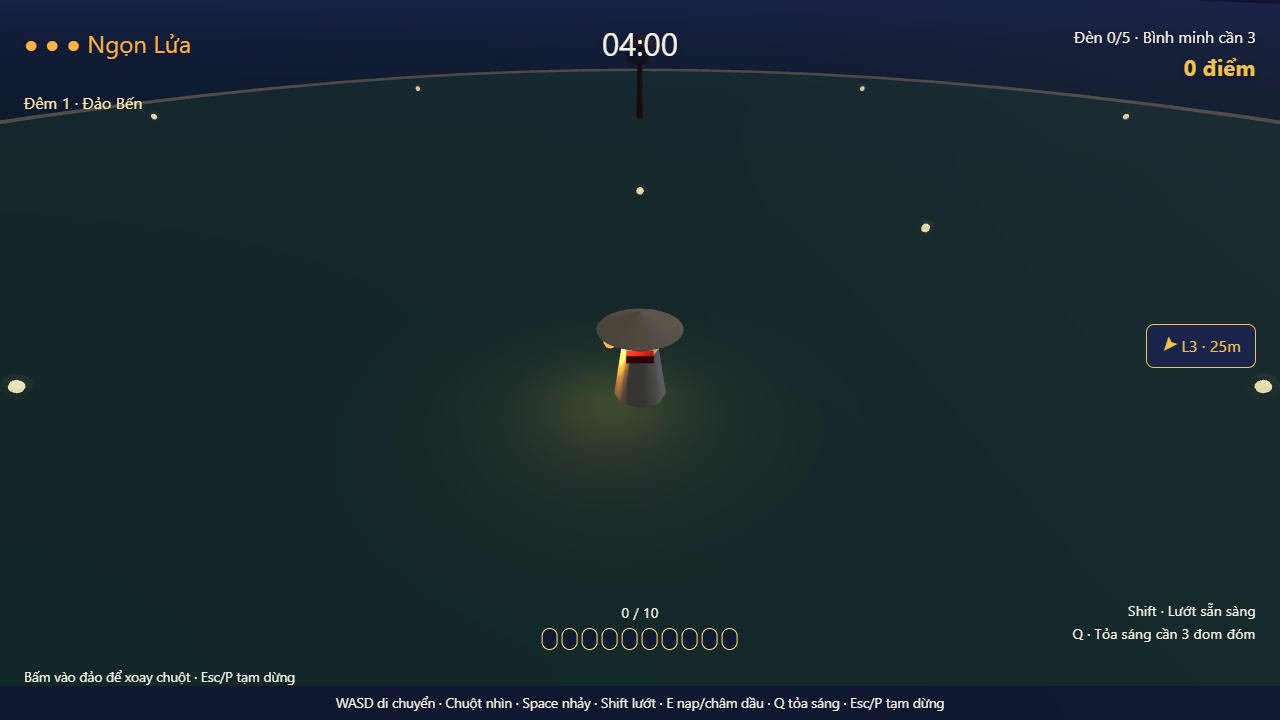 ● ● ● Ngọn Lửa
04:00
Đèn 0/5 · Bình minh cần 3
0 điểm
Đêm 1 · Đảo Bến
L3 · 25m
0 / 10
Shift · Lướt sẵn sàng
Q · Tỏa sáng cần 3 đom đóm
Bấm vào đảo để xoay chuột · Esc/P tạm dừng
WASD di chuyển · Chuột nhìn · Space nhảy · Shift lướt · E nạp/châm dầu · Q tỏa sáng · Esc/P tạm dừng